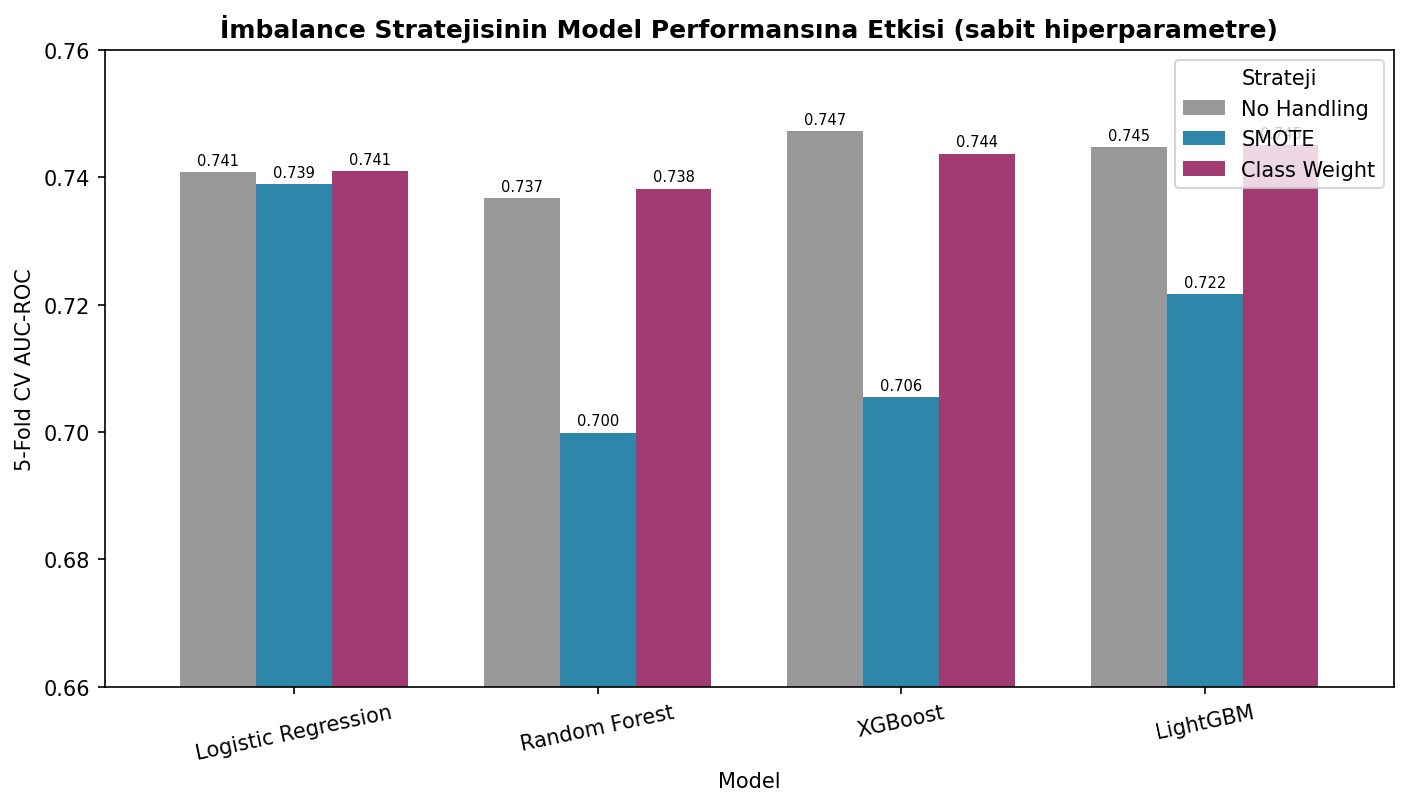 İmbalance Stratejisinin Model Performansına Etkisi (sabit hiperparametre)
0.76
0.74
0.72
0.70
0.68
0.66
5-Fold CV AUC-ROC
Strateji
No Handling
SMOTE
Class Weight
0.741
0.739
0.741
0.737
0.700
0.738
0.747
0.706
0.744
0.745
0.722
Logistic Regression
Random Forest
XGBoost
LightGBM
Model